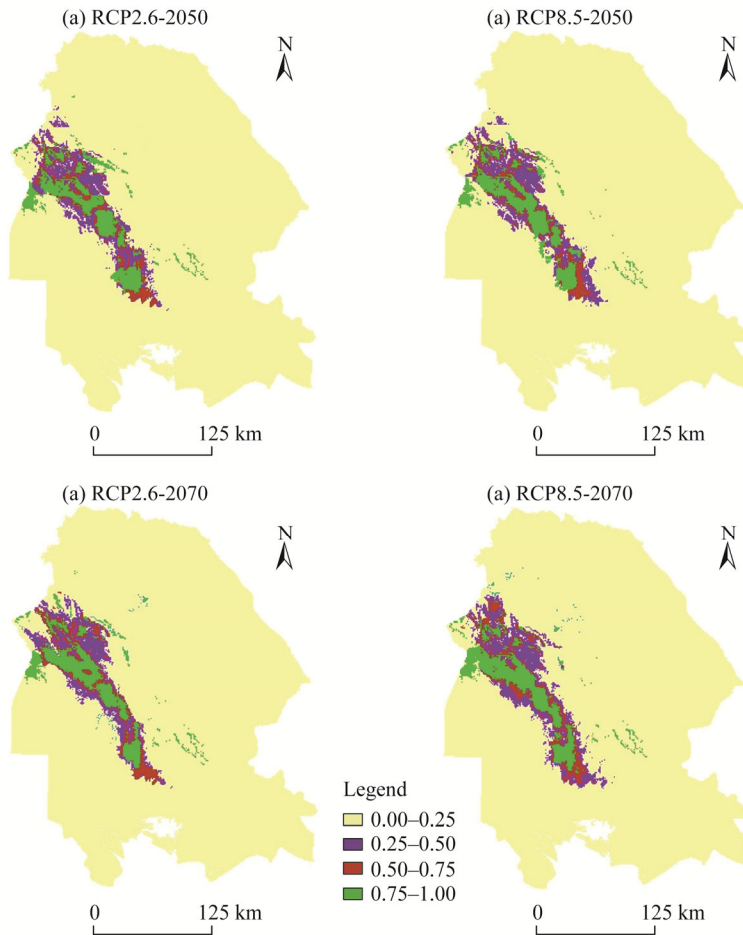 (a) RCP2.6-2050
(a) RCP8.5-2050
N
N
0 125 km
0 125 km
(a) RCP2.6-2070
(a) RCP8.5-2070
N
N
Legend
0.00–0.25
0.25–0.50
0.50–0.75
0.75–1.00
0 125 km
0 125 km